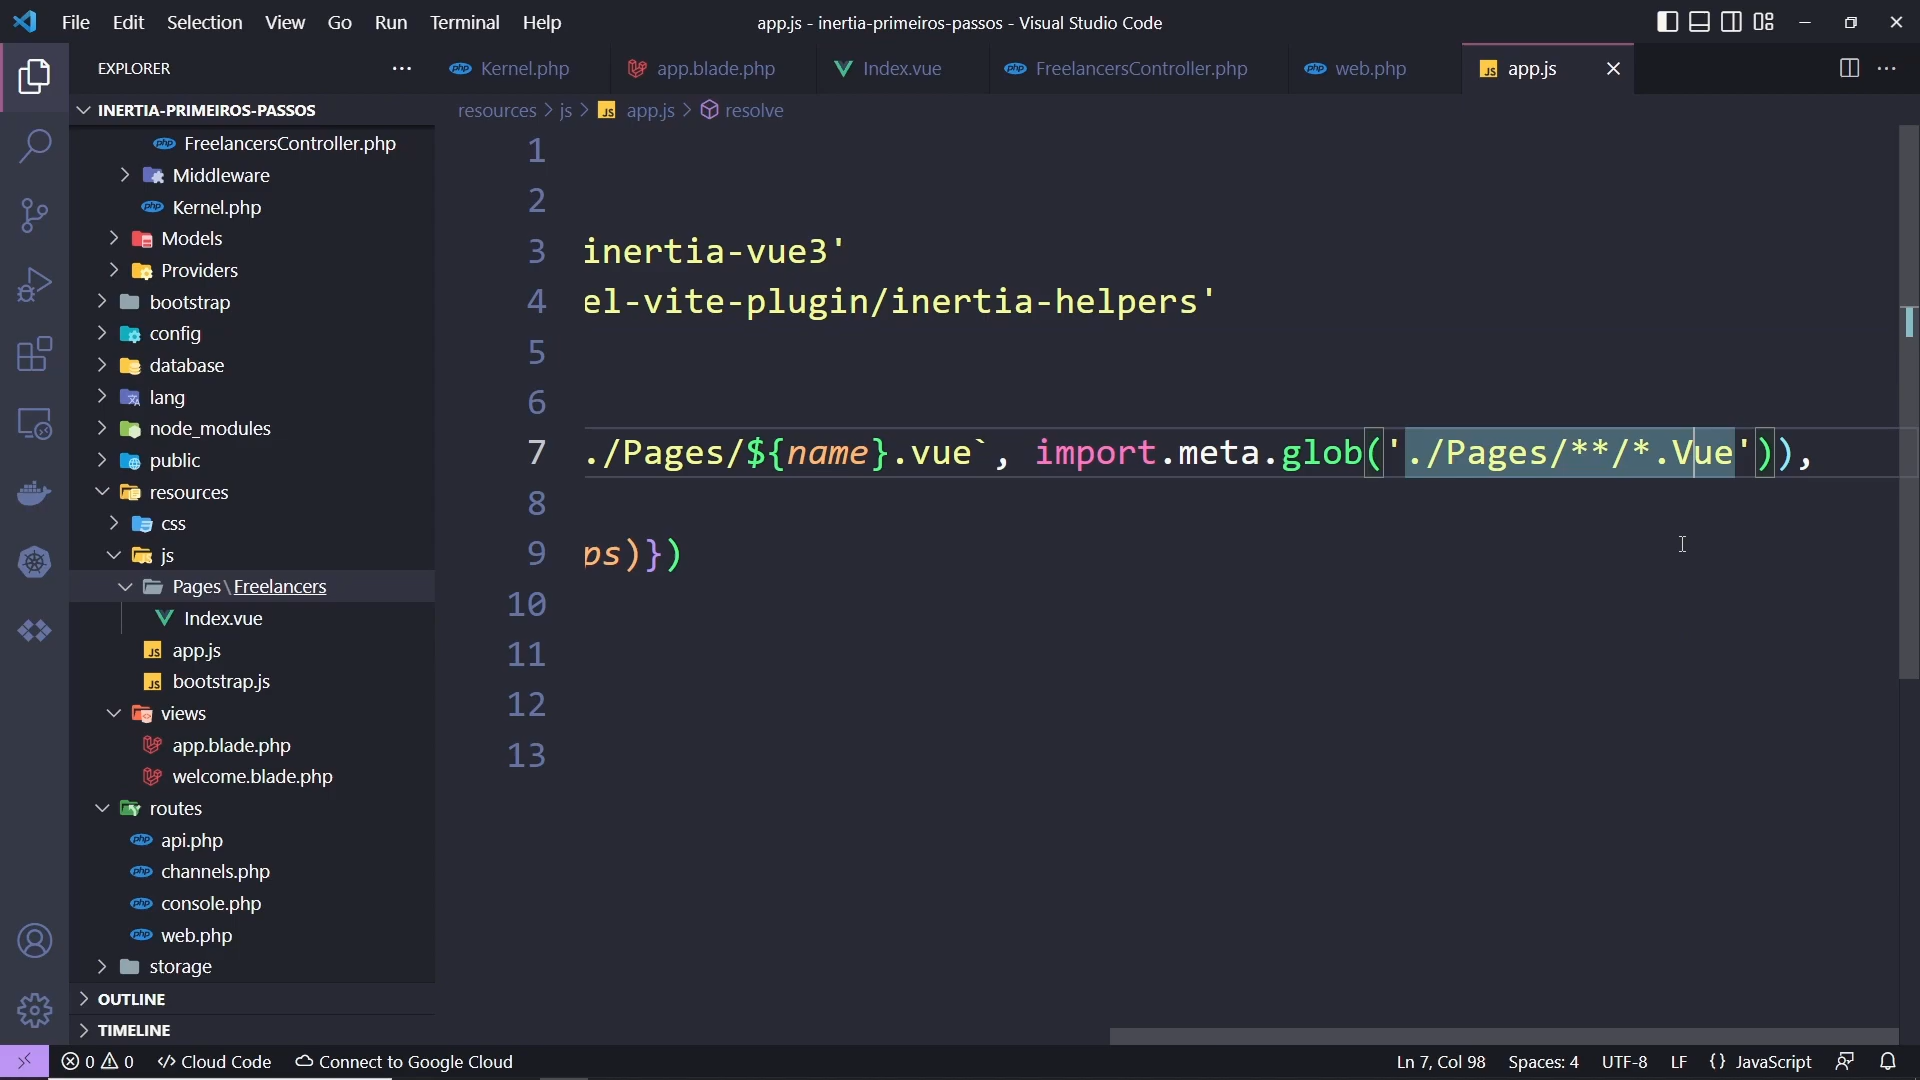 File Edit Selection View Go Run Terminal Help
app.js - inertia-primeiros-passos - Visual Studio Code
EXPLORER
Kernel.php
app.blade.php
Index.vue
FreelancersController.php
web.php
app.js
INERTIA-PRIMEIROS-PASSOS
resources > js > app.js > resolve
FreelancersController.php
Middleware
Kernel.php
Models
Providers
bootstrap
config
database
lang
node_modules
public
resources
css
js
Pages\Freelancers
Index.vue
app.js
bootstrap.js
views
app.blade.php
welcome.blade.php
routes
api.php
channels.php
console.php
web.php
storage
OUTLINE
TIMELINE
1
2
3 inertia-vue3'
4 el-vite-plugin/inertia-helpers'
5
6
7 ./Pages/${name}.vue`, import.meta.glob('./Pages/**/*.Vue')),
8
9 ps)})
10
11
12
13
0 0 Cloud Code Connect to Google Cloud
Ln 7, Col 98 Spaces: 4 UTF-8 LF {} JavaScript